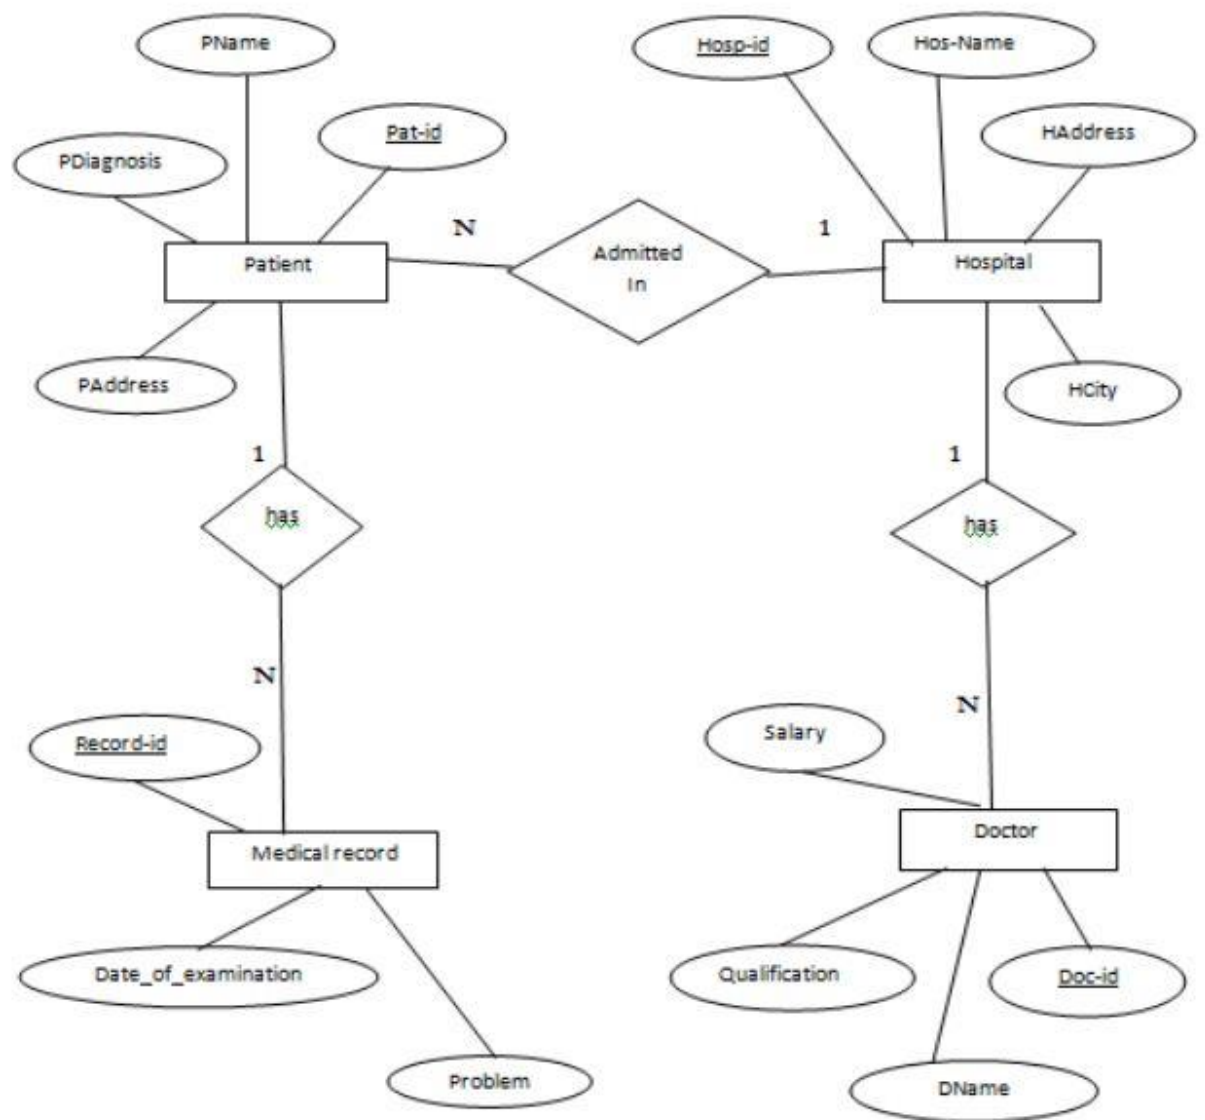 PName
Hosp-id
Hos-Name
Pat-id
HAddress
PDiagnosis
N
1
Admitted
In
Patient
Hospital
PAddress
HCity
1
1
has
has
N
N
Record-id
Salary
Medical record
Doctor
Date_of_examination
Qualification
Doc-id
Problem
DName